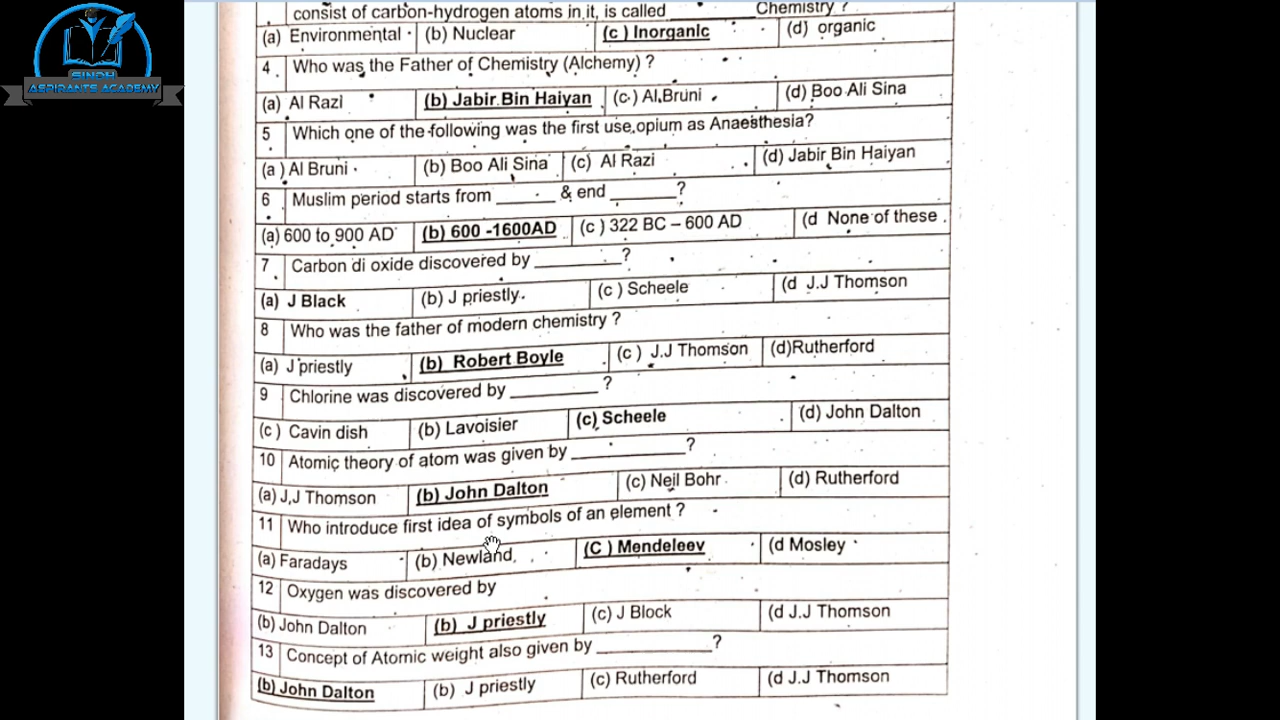 SINDH
ASPIRANTS ACADEMY
consist of carbon-hydrogen atoms in it, is called ________ Chemistry ?
(a) Environmental (b) Nuclear (c ) Inorganic (d) organic
4 Who was the Father of Chemistry (Alchemy) ?
(a) Al Razi (b) Jabir Bin Haiyan (c) Al Bruni (d) Boo Ali Sina
5 Which one of the following was the first use opium as Anaesthesia?
(a ) Al Bruni (b) Boo Ali Sina (c) Al Razi (d) Jabir Bin Haiyan
6 Muslim period starts from ______ & end _______?
(a) 600 to 900 AD (b) 600 -1600AD (c ) 322 BC – 600 AD (d None of these
7 Carbon di oxide discovered by _________?
(a) J Black (b) J priestly (c ) Scheele (d J.J Thomson
8 Who was the father of modern chemistry ?
(a) J priestly (b) Robert Boyle (c ) J.J Thomson (d)Rutherford
9 Chlorine was discovered by _________ ?
(c ) Cavin dish (b) Lavoisier (c) Scheele (d) John Dalton
10 Atomic theory of atom was given by ____________?
(a) J.J Thomson (b) John Dalton (c) Neil Bohr (d) Rutherford
11 Who introduce first idea of symbols of an element ?
(a) Faradays (b) Newland (C ) Mendeleev (d Mosley
12 Oxygen was discovered by
(b) John Dalton (b) J priestly (c) J Block (d J.J Thomson
13 Concept of Atomic weight also given by ____________?
(b) John Dalton (b) J priestly (c) Rutherford (d J.J Thomson